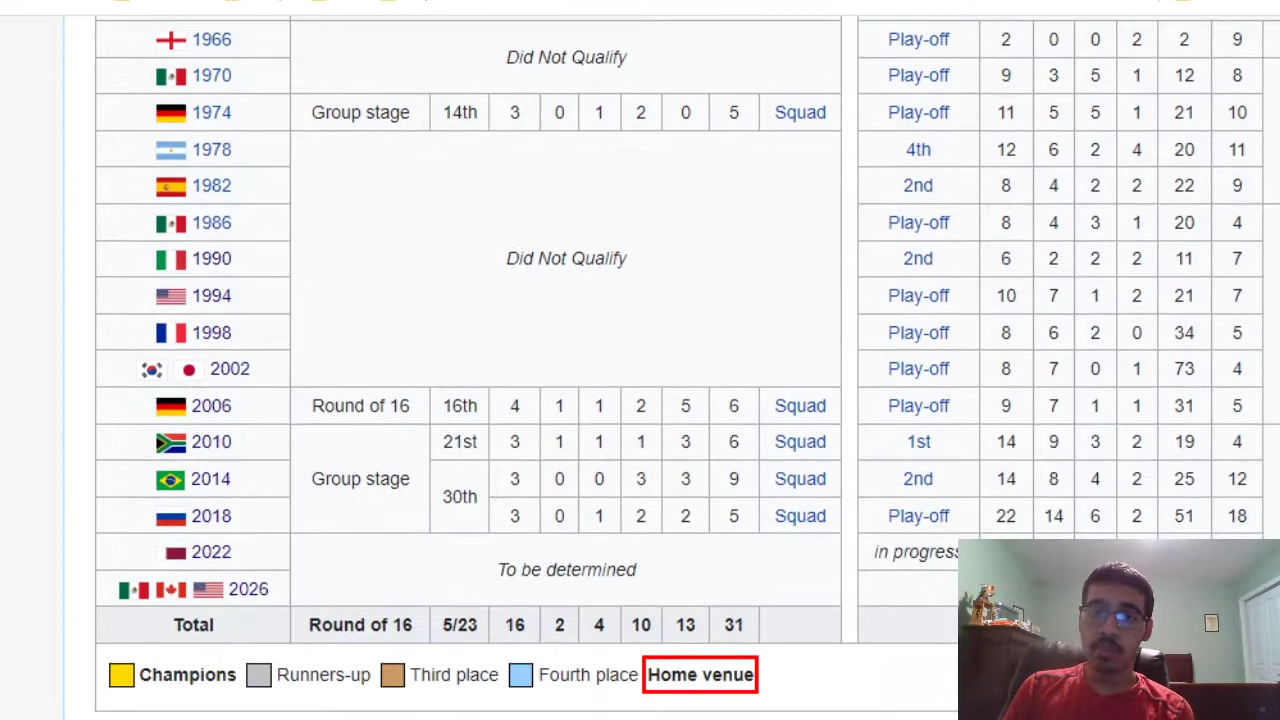 1966 Did Not Qualify Play-off 2 0 0 2 2 9
1970 Play-off 9 3 5 1 12 8
1974 Group stage 14th 3 0 1 2 0 5 Squad Play-off 11 5 5 1 21 10
1978 Did Not Qualify 4th 12 6 2 4 20 11
1982 2nd 8 4 2 2 22 9
1986 Play-off 8 4 3 1 20 4
1990 2nd 6 2 2 2 11 7
1994 Play-off 10 7 1 2 21 7
1998 Play-off 8 6 2 0 34 5
2002 Play-off 8 7 0 1 73 4
2006 Round of 16 16th 4 1 1 2 5 6 Squad Play-off 9 7 1 1 31 5
2010 Group stage 21st 3 1 1 1 3 6 Squad 1st 14 9 3 2 19 4
2014 30th 3 0 0 3 3 9 Squad 2nd 14 8 4 2 25 12
2018 3 0 1 2 2 5 Squad Play-off 22 14 6 2 51 18
2022 To be determined in progress
2026
Total Round of 16 5/23 16 2 4 10 13 31
Champions Runners-up Third place Fourth place Home venue